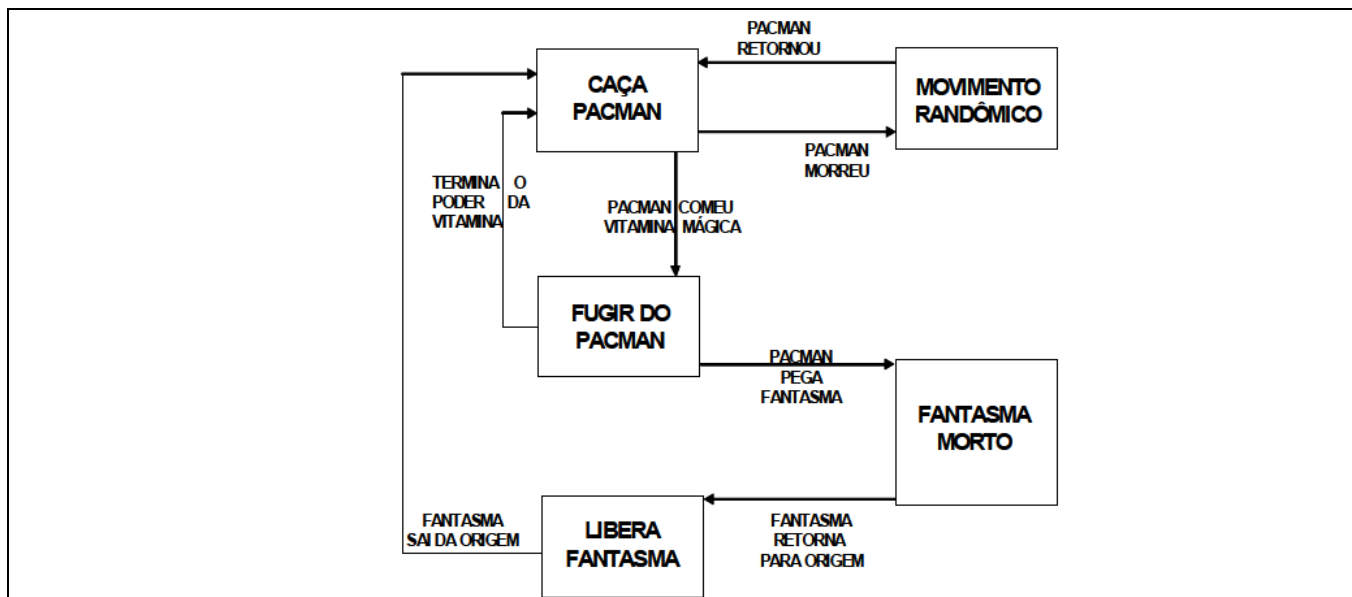 PACMAN
RETORNOU
CAÇA
PACMAN
MOVIMENTO
RANDÔMICO
PACMAN
MORREU
TERMINA O
PODER DA
VITAMINA
PACMAN COMEU
VITAMINA MÁGICA
FUGIR DO
PACMAN
PACMAN
PEGA
FANTASMA
FANTASMA
MORTO
FANTASMA
SAI DA ORIGEM
LIBERA
FANTASMA
FANTASMA
RETORNA
PARA ORIGEM